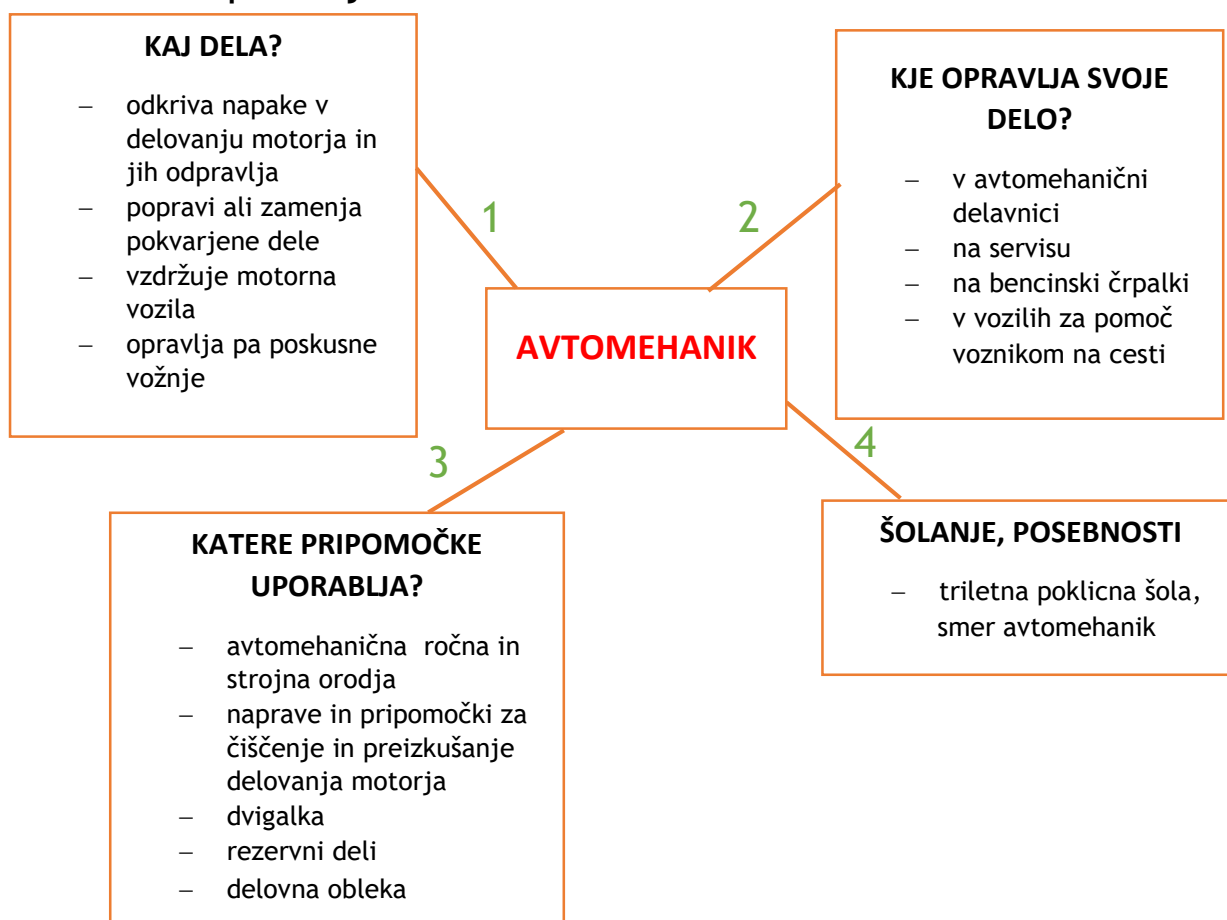 KAJ DELA?
– odkriva napake v
delovanju motorja in
jih odpravlja
– popravi ali zamenja
pokvarjene dele
– vzdržuje motorna
vozila
– opravlja pa poskusne
vožnje
1
2
KJE OPRAVLJA SVOJE
DELO?
– v avtomehanični
delavnici
– na servisu
– na bencinski črpalki
– v vozilih za pomoč
voznikom na cesti
AVTOMEHANIK
3
4
KATERE PRIPOMOČKE
UPORABLJA?
– avtomehanična ročna in
strojna orodja
– naprave in pripomočki za
čiščenje in preizkušanje
delovanja motorja
– dvigalka
– rezervni deli
– delovna obleka
ŠOLANJE, POSEBNOSTI
– triletna poklicna šola,
smer avtomehanik